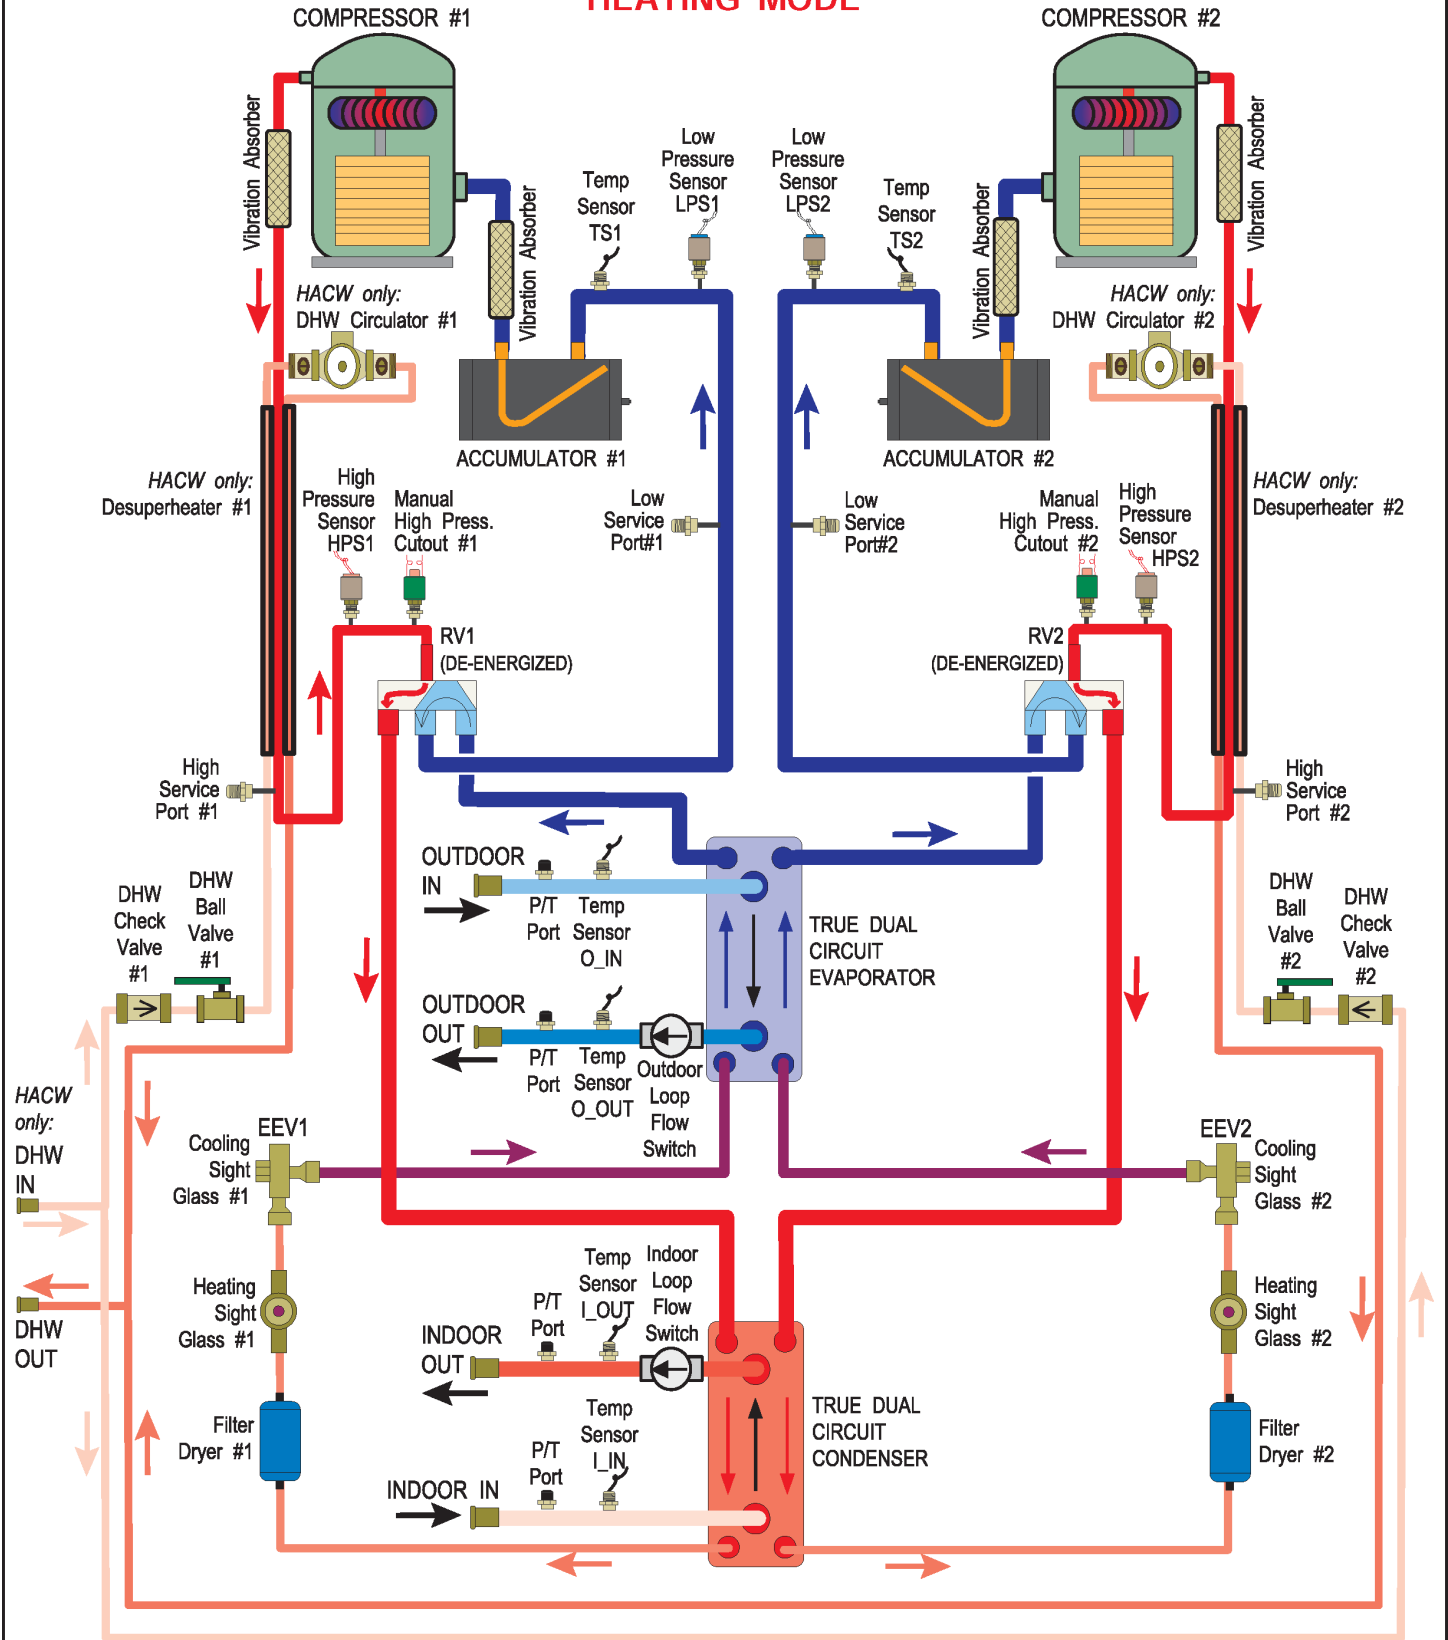 HEATING MODE
COMPRESSOR #1
COMPRESSOR #2
Vibration Absorber
Vibration Absorber
Vibration Absorber
Vibration Absorber
Temp
Sensor
TS1
Low
Pressure
Sensor
LPS1
Low
Pressure
Sensor
LPS2
Temp
Sensor
TS2
HACW only:
DHW Circulator #1
HACW only:
DHW Circulator #2
ACCUMULATOR #1
ACCUMULATOR #2
HACW only:
Desuperheater #1
High
Pressure
Sensor
HPS1
Manual
High Press.
Cutout #1
Low
Service
Port#1
Low
Service
Port#2
Manual
High Press.
Cutout #2
High
Pressure
Sensor
HPS2
HACW only:
Desuperheater #2
RV1
(DE-ENERGIZED)
RV2
(DE-ENERGIZED)
High
Service
Port #1
High
Service
Port #2
OUTDOOR
IN
P/T
Port
Temp
Sensor
O_IN
TRUE DUAL
CIRCUIT
EVAPORATOR
DHW
Check
Valve
#1
DHW
Ball
Valve
#1
DHW
Ball
Valve
#2
DHW
Check
Valve
#2
OUTDOOR
OUT
P/T
Port
Temp
Sensor
O_OUT
Outdoor
Loop
Flow
Switch
HACW
only:
DHW
IN
DHW
OUT
EEV1
Cooling
Sight
Glass #1
EEV2
Cooling
Sight
Glass #2
Heating
Sight
Glass #1
Heating
Sight
Glass #2
Temp
Sensor
I_OUT
Indoor
Loop
Flow
Switch
P/T
Port
INDOOR
OUT
Filter
Dryer #1
Filter
Dryer #2
Temp
Sensor
I_IN
P/T
Port
INDOOR IN
TRUE DUAL
CIRCUIT
CONDENSER